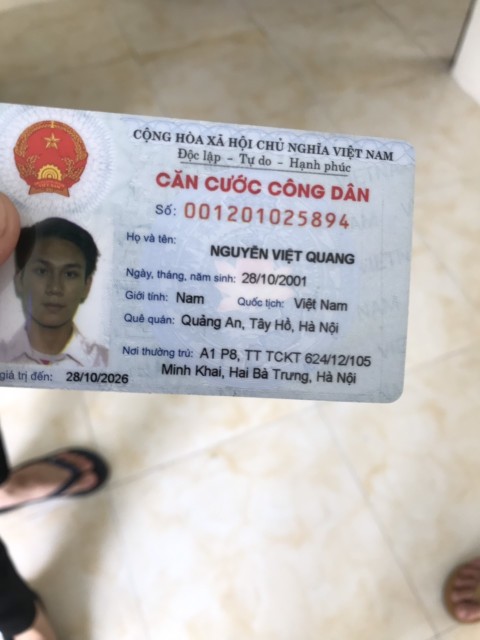 CỘNG HÒA XÃ HỘI CHỦ NGHĨA VIỆT NAM
Độc lập - Tự do - Hạnh phúc
CĂN CƯỚC CÔNG DÂN
Số: 001201025894
Họ và tên:
NGUYỄN VIỆT QUANG
Ngày, tháng, năm sinh: 28/10/2001
Giới tính: Nam Quốc tịch: Việt Nam
Quê quán: Quảng An, Tây Hồ, Hà Nội
Nơi thường trú: A1 P8, TT TCKT 624/12/105
Minh Khai, Hai Bà Trưng, Hà Nội
giá trị đến: 28/10/2026